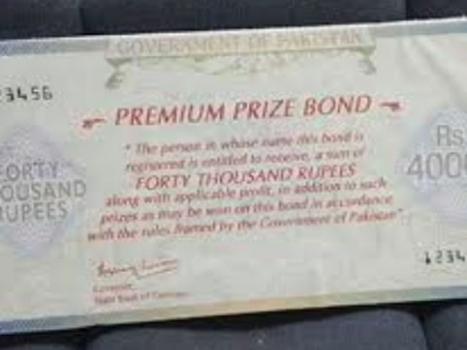 GOVERNMENT OF PAKISTAN
23456
PREMIUM PRIZE BOND
" The person in whose name this bond is
registered is entitled to receive, a sum of
FORTY THOUSAND RUPEES
along with applicable profit, in addition to such
prizes as may be won on this bond in accordance
with the rules framed by the Government of Pakistan"
FORTY
THOUSAND
RUPEES
Rs
4000
1234
Governor,
State Bank of Pakistan